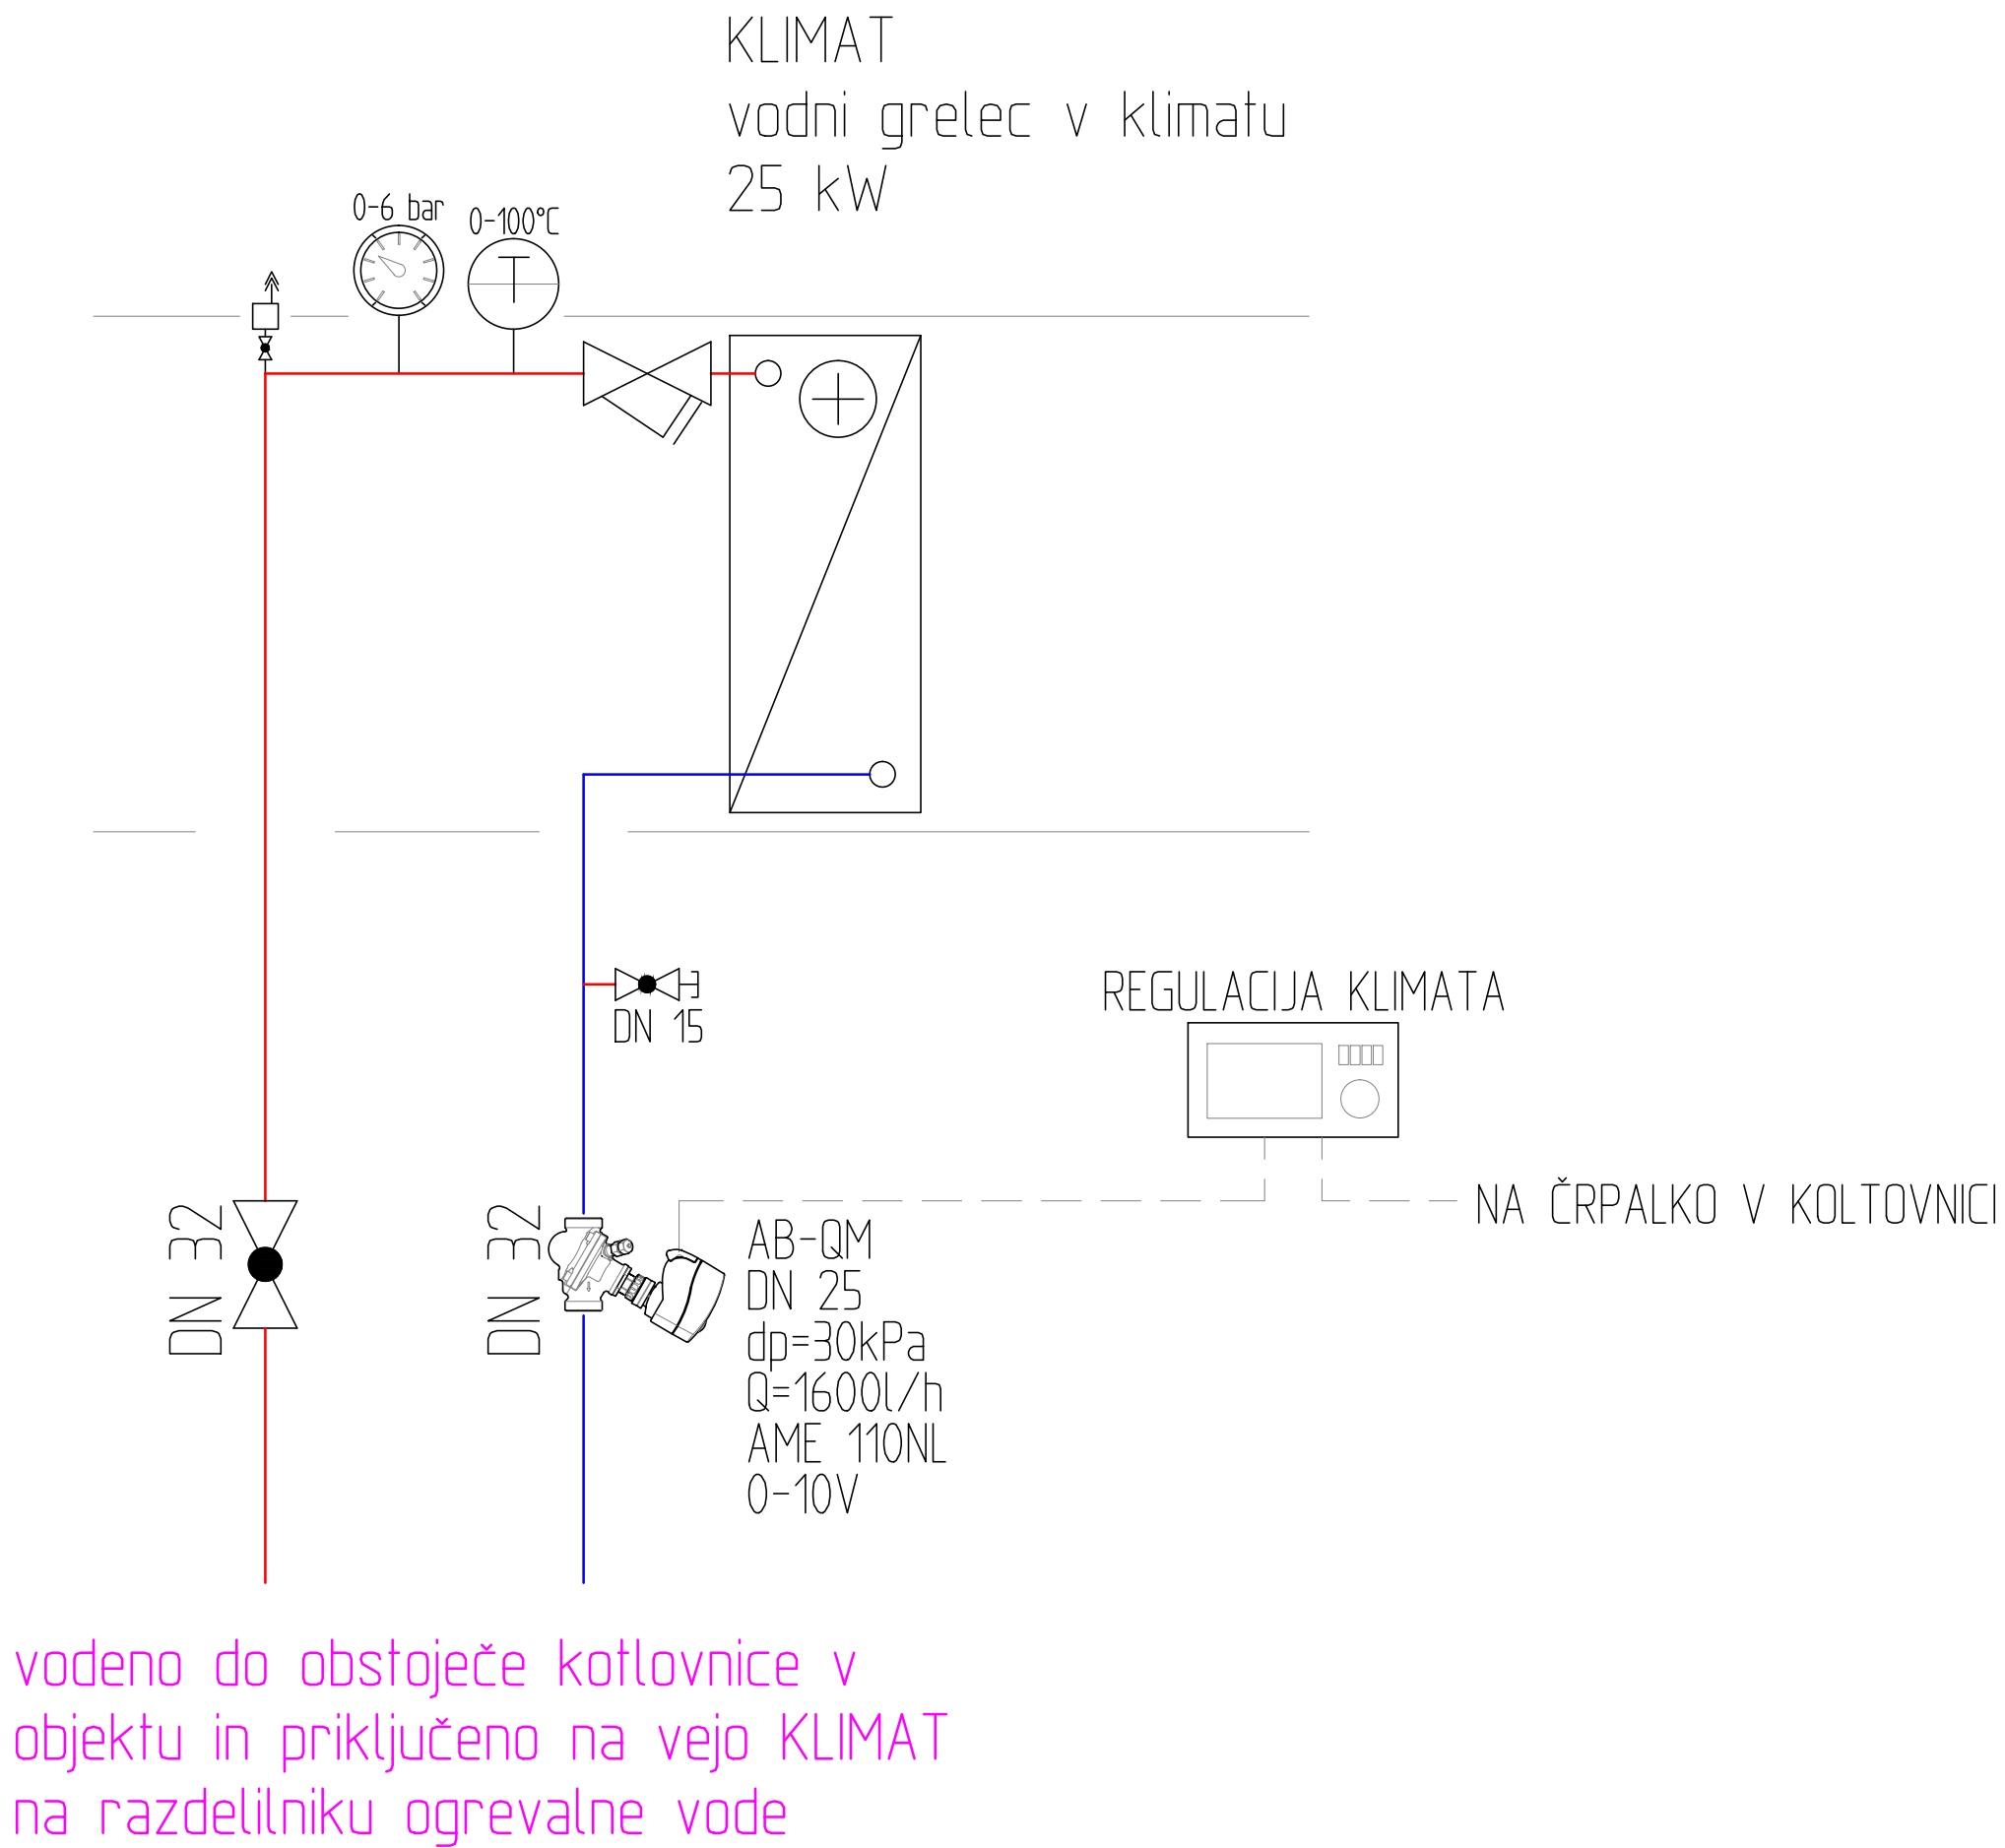 KLIMAT
vodni grelec v klimatu
25 kW
0-6 bar
0-100°C
T
DN 15
REGULACIJA KLIMATA
NA ČRPALKO V KOLTOVNICI
DN 32
DN 32
AB-QM
DN 25
dp=30kPa
Q=1600l/h
AME 110NL
0-10V
vodeno do obstoječe kotlovnice v
objektu in priključeno na vejo KLIMAT
na razdelilniku ogrevalne vode